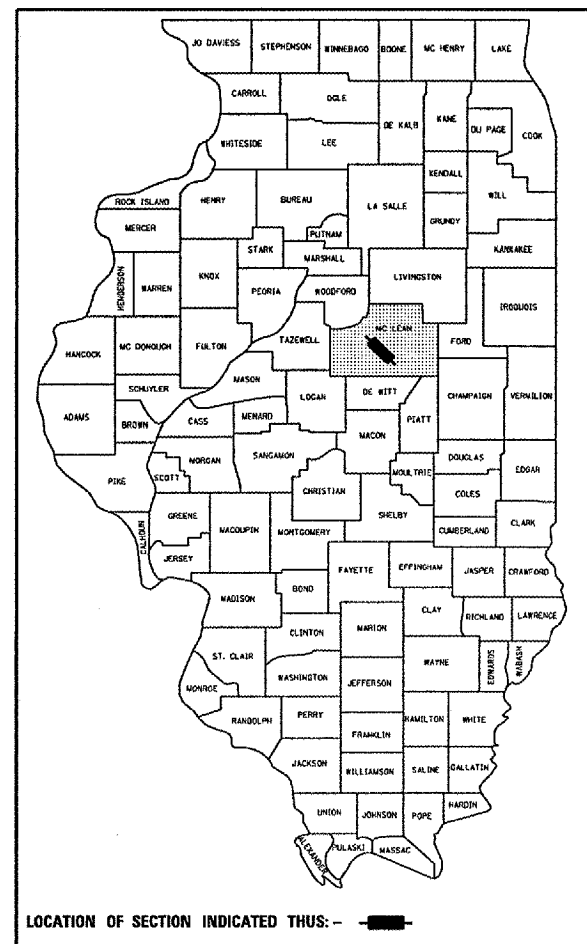 JO DAVIESS STEPHENSON WINNEBAGO BOONE MC HENRY LAKE
CARROLL OGLE DE KALB KANE DU PAGE COOK
WHITESIDE LEE
KENDALL WILL
ROCK ISLAND HENRY BUREAU LA SALLE GRUNDY
MERCER PUTNAM
STARK MARSHALL KANKAKEE
HENDERSON WARREN KNOX PEORIA WOODFORD LIVINGSTON IROQUOIS
HANCOCK MC DONOUGH FULTON TAZEWELL MC LEAN FORD
SCHUYLER MASON LOGAN DE WITT CHAMPAIGN VERMILION
ADAMS BROWN CASS MENARD PIATT
MACON
MORGAN SANGAMON DOUGLAS EDGAR
PIKE SCOTT CHRISTIAN MOULTRIE COLES
GREENE MACOUPIN MONTGOMERY SHELBY CUMBERLAND CLARK
CALHOUN JERSEY
FAYETTE EFFINGHAM JASPER CRAWFORD
MADISON BOND CLAY RICHLAND LAWRENCE
CLINTON MARION
ST. CLAIR WAYNE EDWARDS WABASH
WASHINGTON JEFFERSON
MONROE
RANDOLPH PERRY HAMILTON WHITE
FRANKLIN
JACKSON WILLIAMSON SALINE GALLATIN
UNION JOHNSON POPE HARDIN
ALEXANDER PULASKI MASSAC
LOCATION OF SECTION INDICATED THUS: -